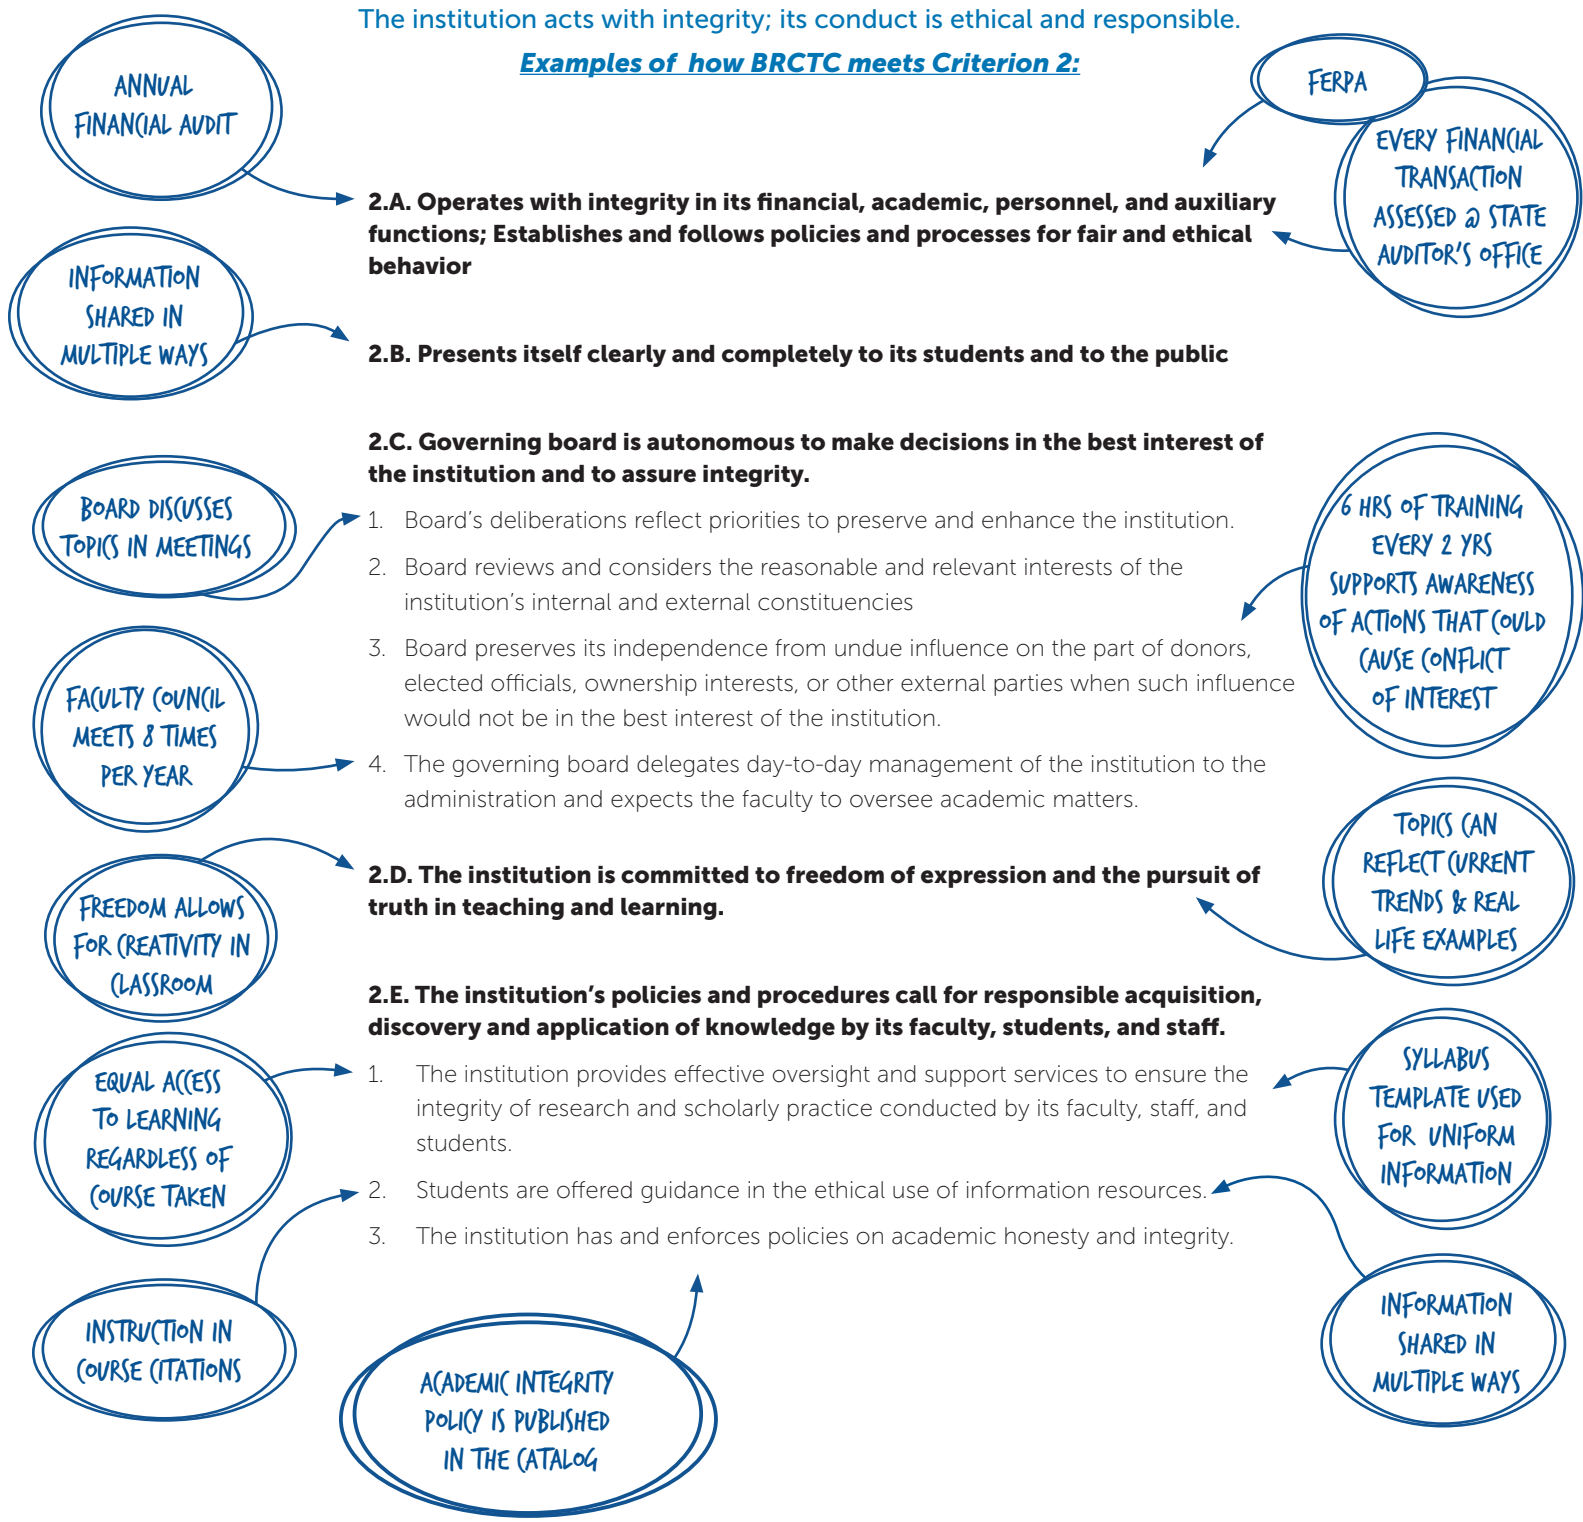 The institution acts with integrity; its conduct is ethical and responsible.
Examples of how BRCTC meets Criterion 2:
ANNUAL
FINANCIAL AUDIT
FERPA
EVERY FINANCIAL
TRANSACTION
ASSESSED @ STATE
AUDITOR'S OFFICE
2.A. Operates with integrity in its financial, academic, personnel, and auxiliary
functions; Establishes and follows policies and processes for fair and ethical
behavior
INFORMATION
SHARED IN
MULTIPLE WAYS
2.B. Presents itself clearly and completely to its students and to the public
2.C. Governing board is autonomous to make decisions in the best interest of
the institution and to assure integrity.
BOARD DISCUSSES
TOPICS IN MEETINGS
1. Board's deliberations reflect priorities to preserve and enhance the institution.
2. Board reviews and considers the reasonable and relevant interests of the
institution's internal and external constituencies
3. Board preserves its independence from undue influence on the part of donors,
elected officials, ownership interests, or other external parties when such influence
would not be in the best interest of the institution.
6 HRS OF TRAINING
EVERY 2 YRS
SUPPORTS AWARENESS
OF ACTIONS THAT COULD
CAUSE CONFLICT
OF INTEREST
FACULTY COUNCIL
MEETS 8 TIMES
PER YEAR
4. The governing board delegates day-to-day management of the institution to the
administration and expects the faculty to oversee academic matters.
FREEDOM ALLOWS
FOR CREATIVITY IN
CLASSROOM
2.D. The institution is committed to freedom of expression and the pursuit of
truth in teaching and learning.
TOPICS CAN
REFLECT CURRENT
TRENDS & REAL
LIFE EXAMPLES
2.E. The institution's policies and procedures call for responsible acquisition,
discovery and application of knowledge by its faculty, students, and staff.
EQUAL ACCESS
TO LEARNING
REGARDLESS OF
COURSE TAKEN
1. The institution provides effective oversight and support services to ensure the
integrity of research and scholarly practice conducted by its faculty, staff, and
students.
SYLLABUS
TEMPLATE USED
FOR UNIFORM
INFORMATION
2. Students are offered guidance in the ethical use of information resources.
3. The institution has and enforces policies on academic honesty and integrity.
INSTRUCTION IN
COURSE CITATIONS
ACADEMIC INTEGRITY
POLICY IS PUBLISHED
IN THE CATALOG
INFORMATION
SHARED IN
MULTIPLE WAYS